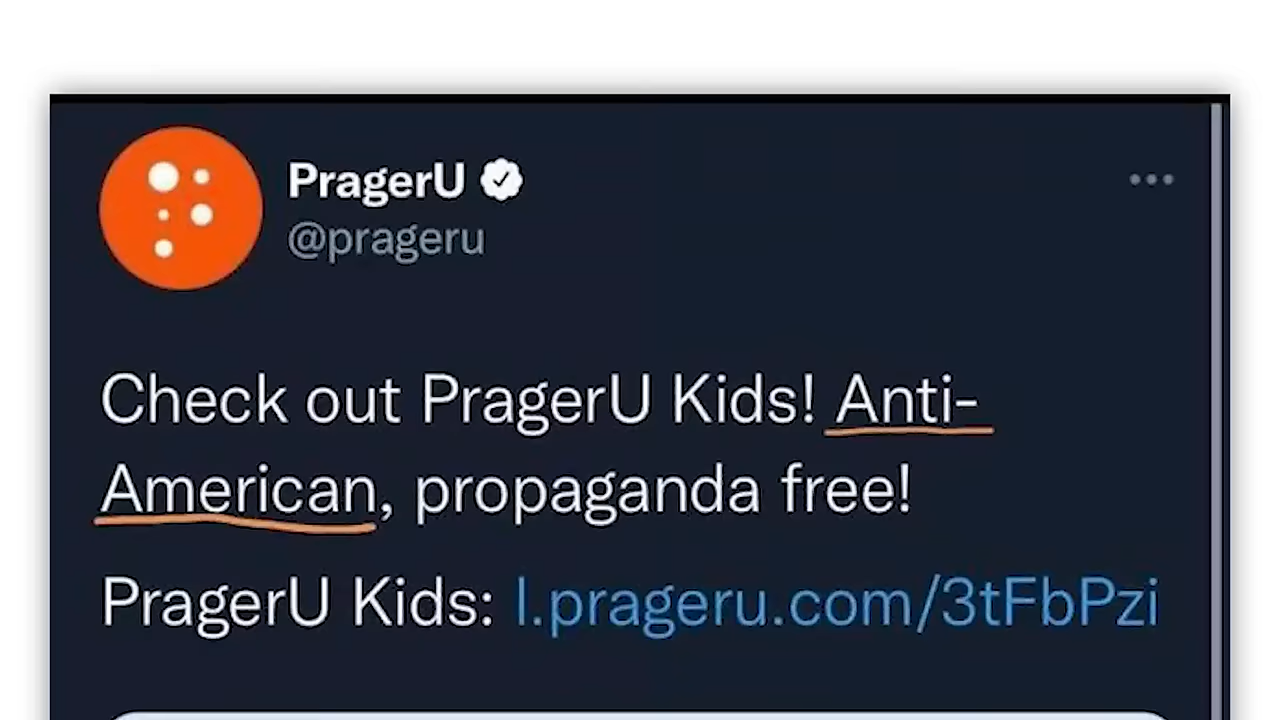 PragerU
@prageru
Check out PragerU Kids! Anti-
American, propaganda free!
PragerU Kids: l.prageru.com/3tFbPzi